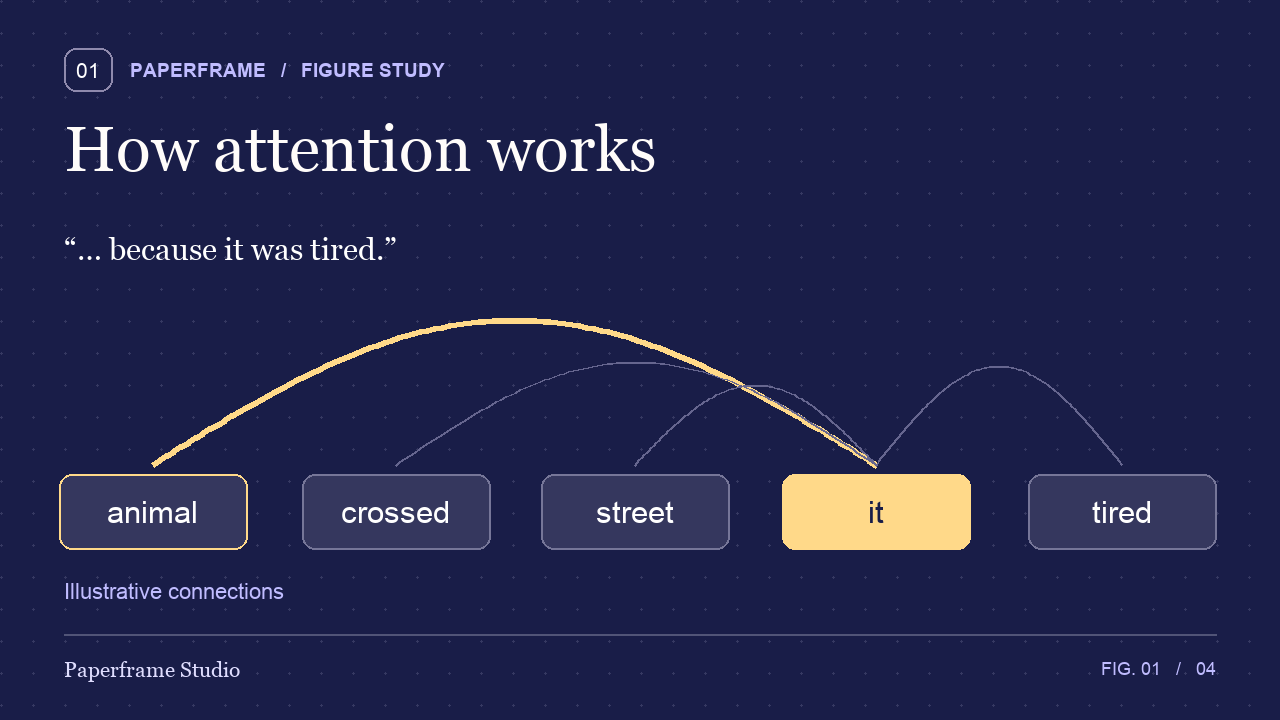 01 PAPERFRAME / FIGURE STUDY
How attention works
“... because it was tired.”
animal crossed street it tired
Illustrative connections
Paperframe Studio FIG. 01 / 04